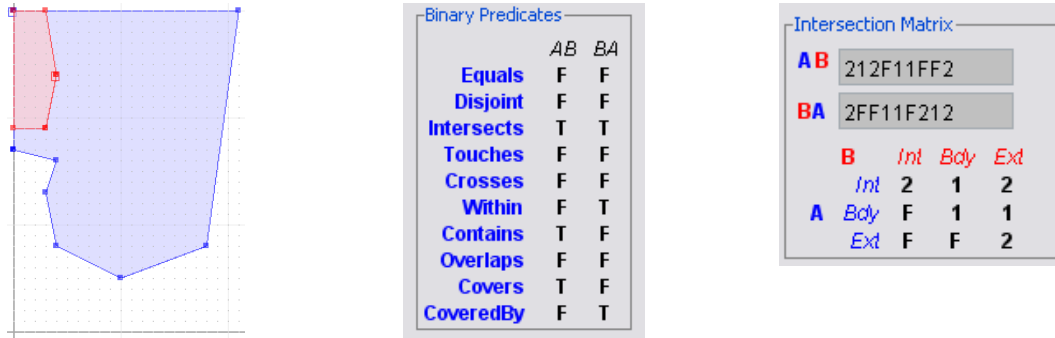 Binary Predicates
AB BA
Equals F F
Disjoint F F
Intersects T T
Touches F F
Crosses F F
Within F T
Contains T F
Overlaps F F
Covers T F
CoveredBy F T
Intersection Matrix
AB 212F11FF2
BA 2FF11F212
B Int Bdy Ext
Int 2 1 2
A Bdy F 1 1
Ext F F 2